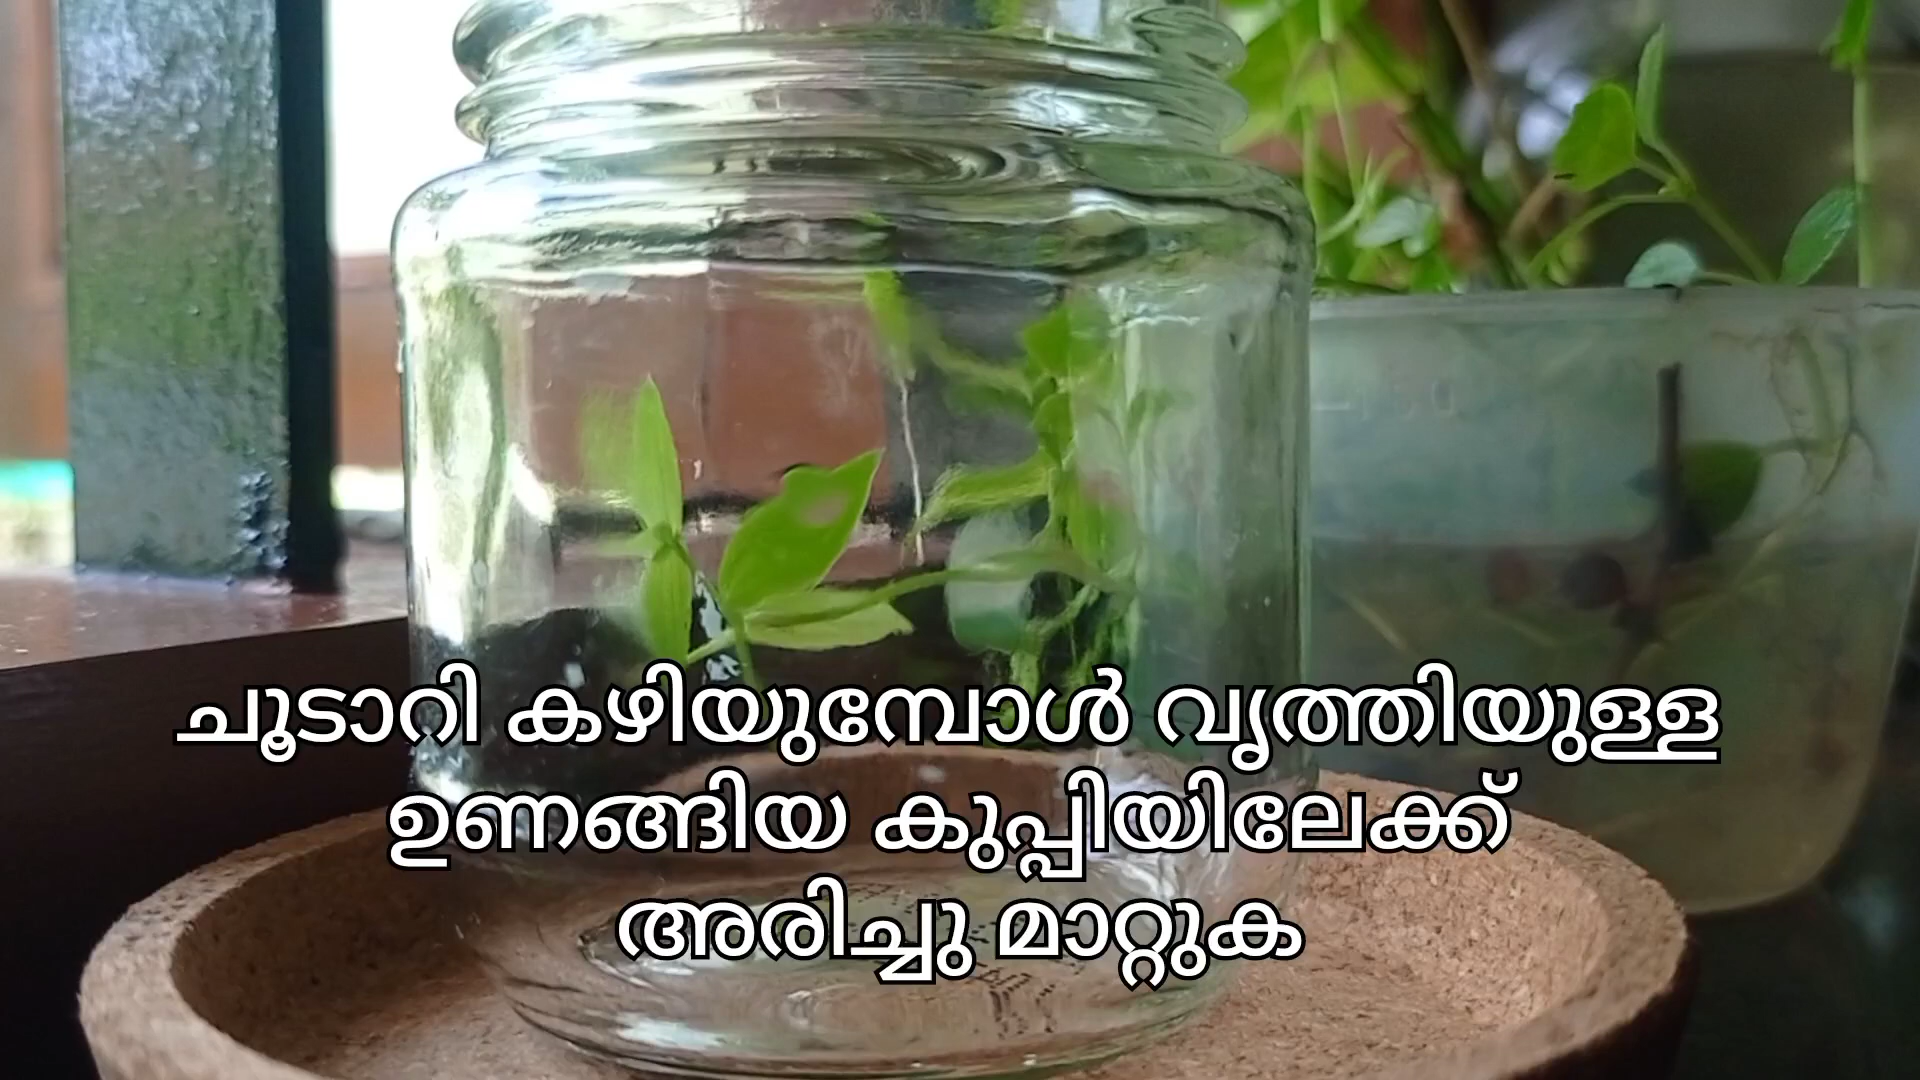 ചൂടാറി കഴിയുമ്പോൾ വൃത്തിയുള്ള
ഉണങ്ങിയ കുപ്പിയിലേക്ക്
അരിച്ചു മാറ്റുക